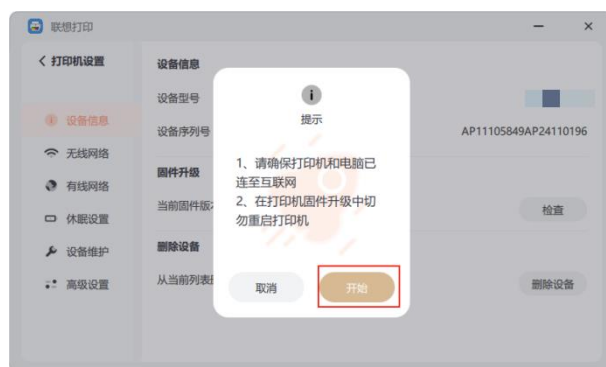 联想打印
打印机设置
设备信息
设备型号
设备信息
提示
设备序列号
AP11105849AP24110196
无线网络
1、请确保打印机和电脑已
连至互联网
固件升级
有线网络
2、在打印机固件升级中切
勿重启打印机
当前固件版
检查
休眠设置
删除设备
设备维护
从当前列表
取消
开始
删除设备
高级设置